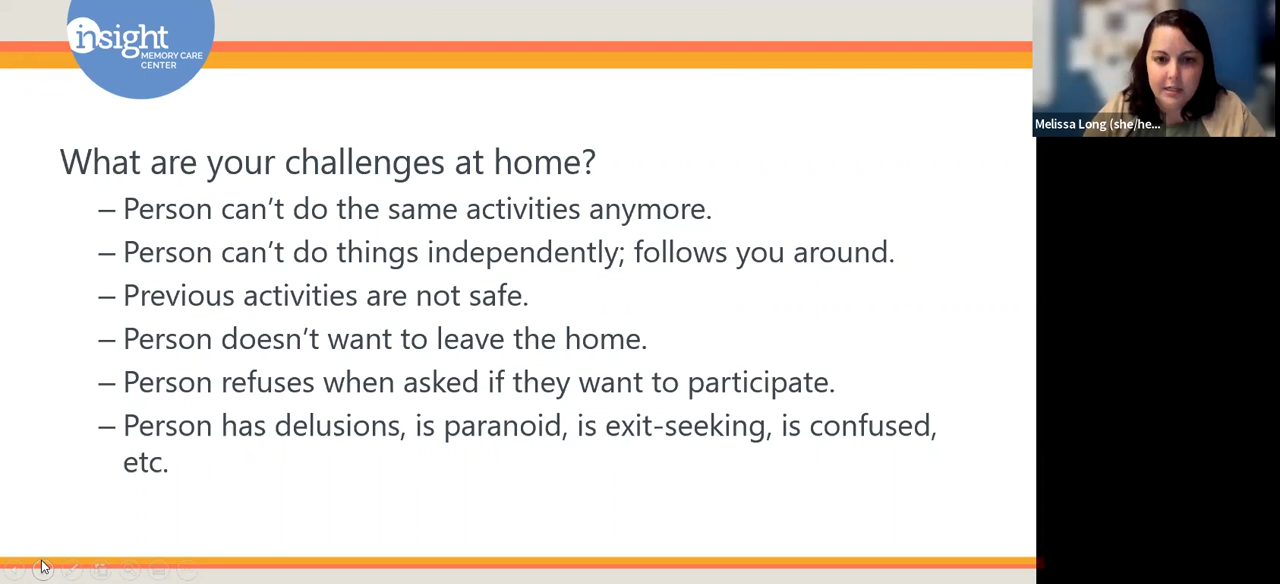 insight
MEMORY CARE
CENTER
Melissa Long (she/he...
What are your challenges at home?
– Person can’t do the same activities anymore.
– Person can’t do things independently; follows you around.
– Previous activities are not safe.
– Person doesn’t want to leave the home.
– Person refuses when asked if they want to participate.
– Person has delusions, is paranoid, is exit-seeking, is confused,
etc.